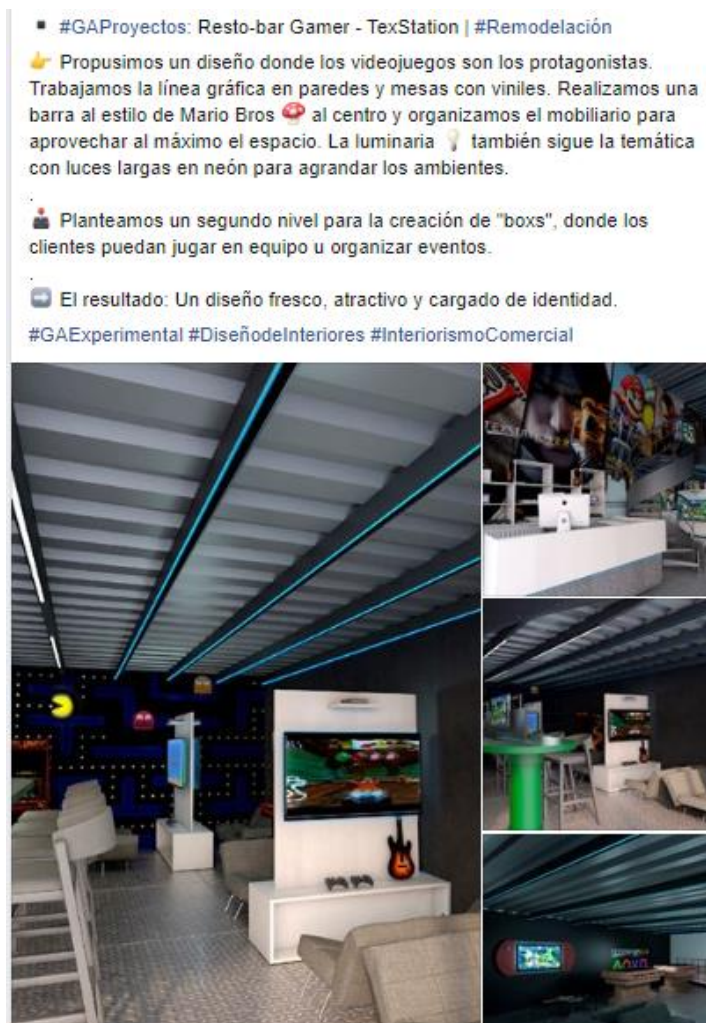 ▪ #GAProyectos: Resto-bar Gamer - TexStation | #Remodelación
👉 Propusimos un diseño donde los videojuegos son los protagonistas.
Trabajamos la línea gráfica en paredes y mesas con viniles. Realizamos una
barra al estilo de Mario Bros 🍄 al centro y organizamos el mobiliario para
aprovechar al máximo el espacio. La luminaria 💡 también sigue la temática
con luces largas en neón para agrandar los ambientes.
.
🕹️ Planteamos un segundo nivel para la creación de "boxs", donde los
clientes puedan jugar en equipo u organizar eventos.
.
➡️ El resultado: Un diseño fresco, atractivo y cargado de identidad.
#GAExperimental #DiseñodeInteriores #InteriorismoComercial